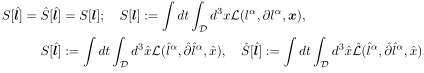 S[\hat{l}] = \hat{S}[\hat{l}] = S[l]; S[l] := \int dt \int_{\mathcal{D}} d^3x \mathcal{L}(l^\alpha, \partial l^\alpha, x),
S[\hat{l}] := \int dt \int_{\mathcal{D}} d^3\hat{x} \mathcal{L}(\hat{l}^\alpha, \hat{\partial}\hat{l}^\alpha, \hat{x}), \hat{S}[\hat{l}] := \int dt \int_{\mathcal{D}} d^3\hat{x} \hat{\mathcal{L}}(\hat{l}^\alpha, \hat{\partial}\hat{l}^\alpha, \hat{x}).